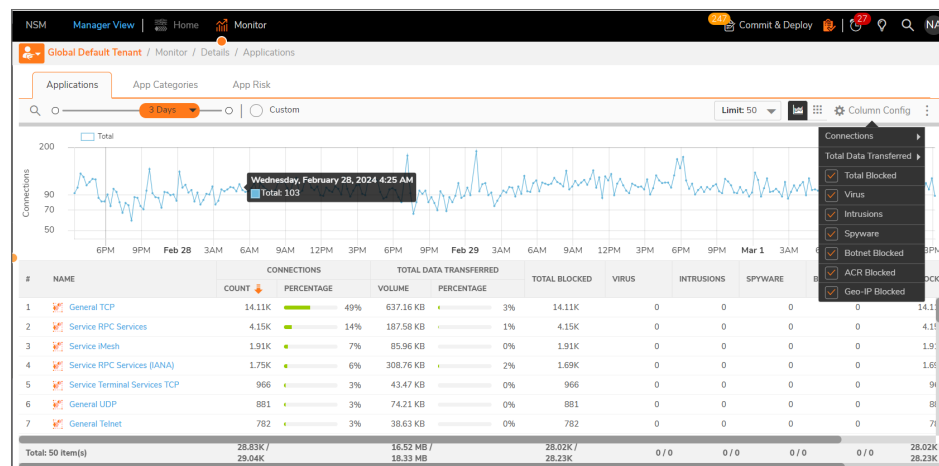 NSM Manager View Home Monitor 247 Commit & Deploy 27 NA
Global Default Tenant / Monitor / Details / Applications
Applications App Categories App Risk
3 Days Custom Limit: 50 Column Config
Total
Connections
200
90
70
50
Wednesday, February 28, 2024 4:25 AM
Total: 103
6PM 9PM Feb 28 3AM 6AM 9AM 12PM 3PM 6PM 9PM Feb 29 3AM 6AM 9AM 12PM 3PM 6PM 9PM Mar 1 3AM
Connections
Total Data Transferred
Total Blocked
Virus
Intrusions
Spyware
Botnet Blocked
ACR Blocked
Geo-IP Blocked
# NAME CONNECTIONS TOTAL DATA TRANSFERRED TOTAL BLOCKED VIRUS INTRUSIONS SPYWARE
COUNT PERCENTAGE VOLUME PERCENTAGE
1 General TCP 14.11K 49% 637.16 KB 3% 14.11K 0 0 0 0 0
2 Service RPC Services 4.15K 14% 187.58 KB 1% 4.15K 0 0 0 0 0
3 Service iMesh 1.91K 7% 85.96 KB 0% 1.91K 0 0 0 0 0
4 Service RPC Services (IANA) 1.75K 6% 308.76 KB 2% 1.69K 0 0 0 0 0
5 Service Terminal Services TCP 966 3% 43.47 KB 0% 966 0 0 0 0 0
6 General UDP 881 3% 74.21 KB 0% 881 0 0 0 0 0
7 General Telnet 782 3% 38.63 KB 0% 782 0 0 0 0 0
Total: 50 item(s) 28.83K / 29.04K 16.52 MB / 18.33 MB 28.02K / 28.23K 0 / 0 0 / 0 0 / 0 0 / 0 0 / 0 28.02K 28.23K